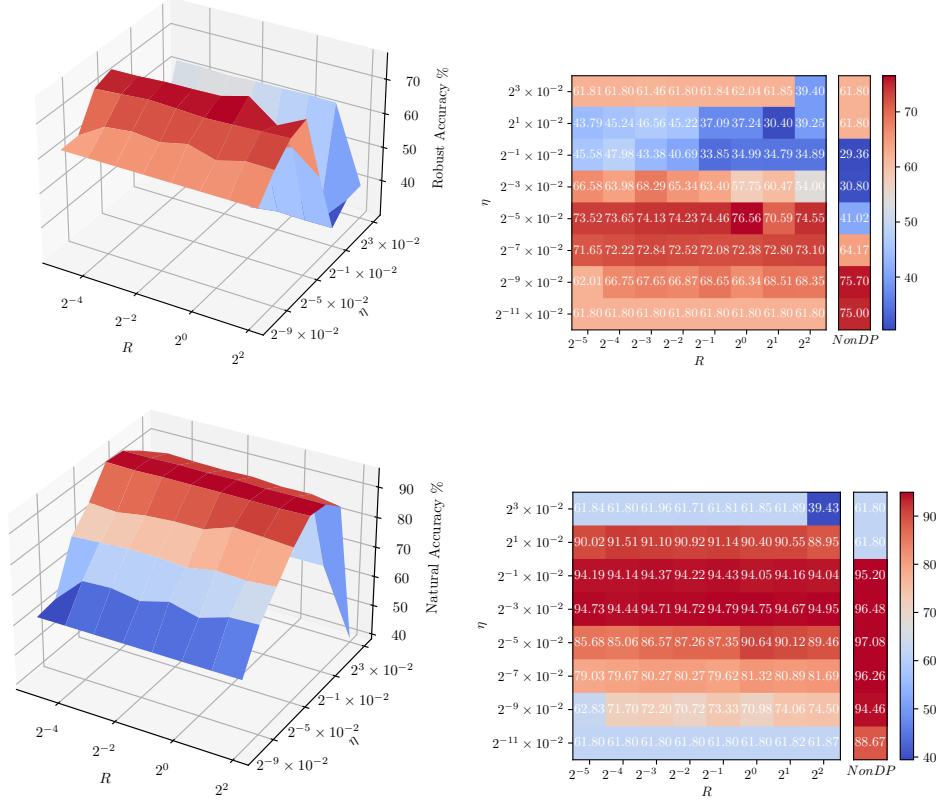 70
60
50
40
Robust Accuracy %
2^3 × 10^−2
2^−1 × 10^−2
2^−5 × 10^−2
2^−9 × 10^−2
η
2^−4
2^−2
2^0
2^2
R
2^3 × 10^−2 61.81 61.80 61.46 61.80 61.84 62.04 61.85 39.40 61.80
2^1 × 10^−2 43.79 45.24 46.56 45.22 37.09 37.24 30.40 39.25 61.80
2^−1 × 10^−2 45.58 47.98 43.38 40.69 33.85 34.99 34.79 34.89 29.36
2^−3 × 10^−2 66.58 63.98 68.29 65.34 63.40 57.75 60.47 54.00 30.80
2^−5 × 10^−2 73.52 73.65 74.13 74.23 74.46 76.56 70.59 74.55 41.02
2^−7 × 10^−2 71.65 72.22 72.84 72.52 72.08 72.38 72.80 73.10 64.17
2^−9 × 10^−2 62.01 66.75 67.65 66.87 68.65 66.34 68.51 68.35 75.70
2^−11 × 10^−2 61.80 61.80 61.80 61.80 61.80 61.80 61.80 61.80 75.00
η
2^−5 2^−4 2^−3 2^−2 2^−1 2^0 2^1 2^2 NonDP
R
70
60
50
40
90
80
70
60
50
40
Natural Accuracy %
2^3 × 10^−2
2^−1 × 10^−2
2^−5 × 10^−2
2^−9 × 10^−2
η
2^−4
2^−2
2^0
2^2
R
2^3 × 10^−2 61.84 61.80 61.96 61.71 61.81 61.85 61.89 39.43 61.80
2^1 × 10^−2 90.02 91.51 91.10 90.92 91.14 90.40 90.55 88.95 61.80
2^−1 × 10^−2 94.19 94.14 94.37 94.22 94.43 94.05 94.16 94.04 95.20
2^−3 × 10^−2 94.73 94.44 94.71 94.72 94.79 94.75 94.67 94.95 96.48
2^−5 × 10^−2 85.68 85.06 86.57 87.26 87.35 90.64 90.12 89.46 97.08
2^−7 × 10^−2 79.03 79.67 80.27 80.27 79.62 81.32 80.89 81.69 96.26
2^−9 × 10^−2 62.83 71.70 72.20 70.72 73.33 70.98 74.06 74.50 94.46
2^−11 × 10^−2 61.80 61.80 61.80 61.80 61.80 61.80 61.82 61.87 88.67
η
2^−5 2^−4 2^−3 2^−2 2^−1 2^0 2^1 2^2 NonDP
R
90
80
70
60
50
40